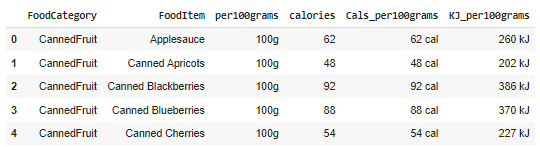 FoodCategory FoodItem per100grams calories Cals_per100grams KJ_per100grams
0 CannedFruit Applesauce 100g 62 62 cal 260 kJ
1 CannedFruit Canned Apricots 100g 48 48 cal 202 kJ
2 CannedFruit Canned Blackberries 100g 92 92 cal 386 kJ
3 CannedFruit Canned Blueberries 100g 88 88 cal 370 kJ
4 CannedFruit Canned Cherries 100g 54 54 cal 227 kJ